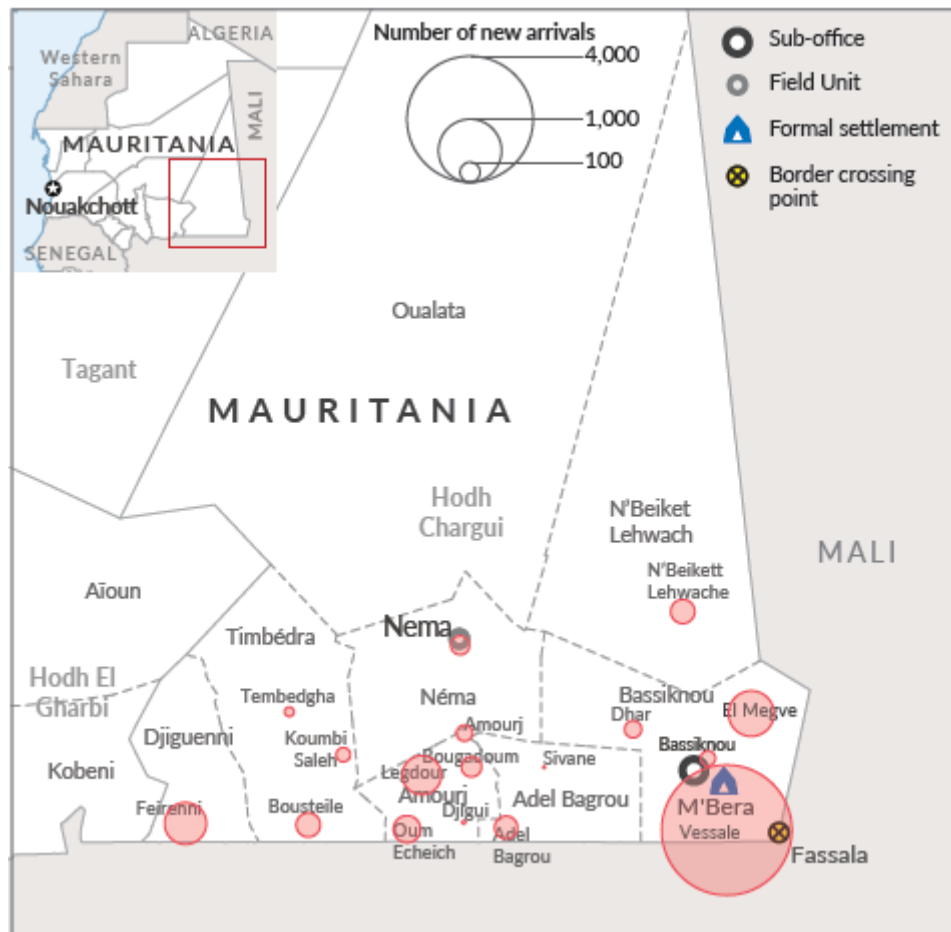 ALGERIA
Western
Sahara
MALI
MAURITANIA
Nouakchott
SENEGAL
Number of new arrivals
4,000
1,000
100
Sub-office
Field Unit
Formal settlement
Border crossing
point
Oualata
Tagant
MAURITANIA
Hodh
Chargui
N'Beiket
Lehwach
MALI
N'Beikett
Lehwache
Aïoun
Timbédra
Nema
Hodh El
Gharbi
Tembedgha
Néma
Bassiknou
Dhar
El Megve
Djiguenni
Koumbi
Saleh
Amourj
Bassiknou
Kobeni
Legdour
Bougadoum
Sivane
Amourj
Adel Bagrou
M'Bera
Feirenni
Bousteile
Djigui
Vessale
Oum
Echeich
Adel
Bagrou
Fassala